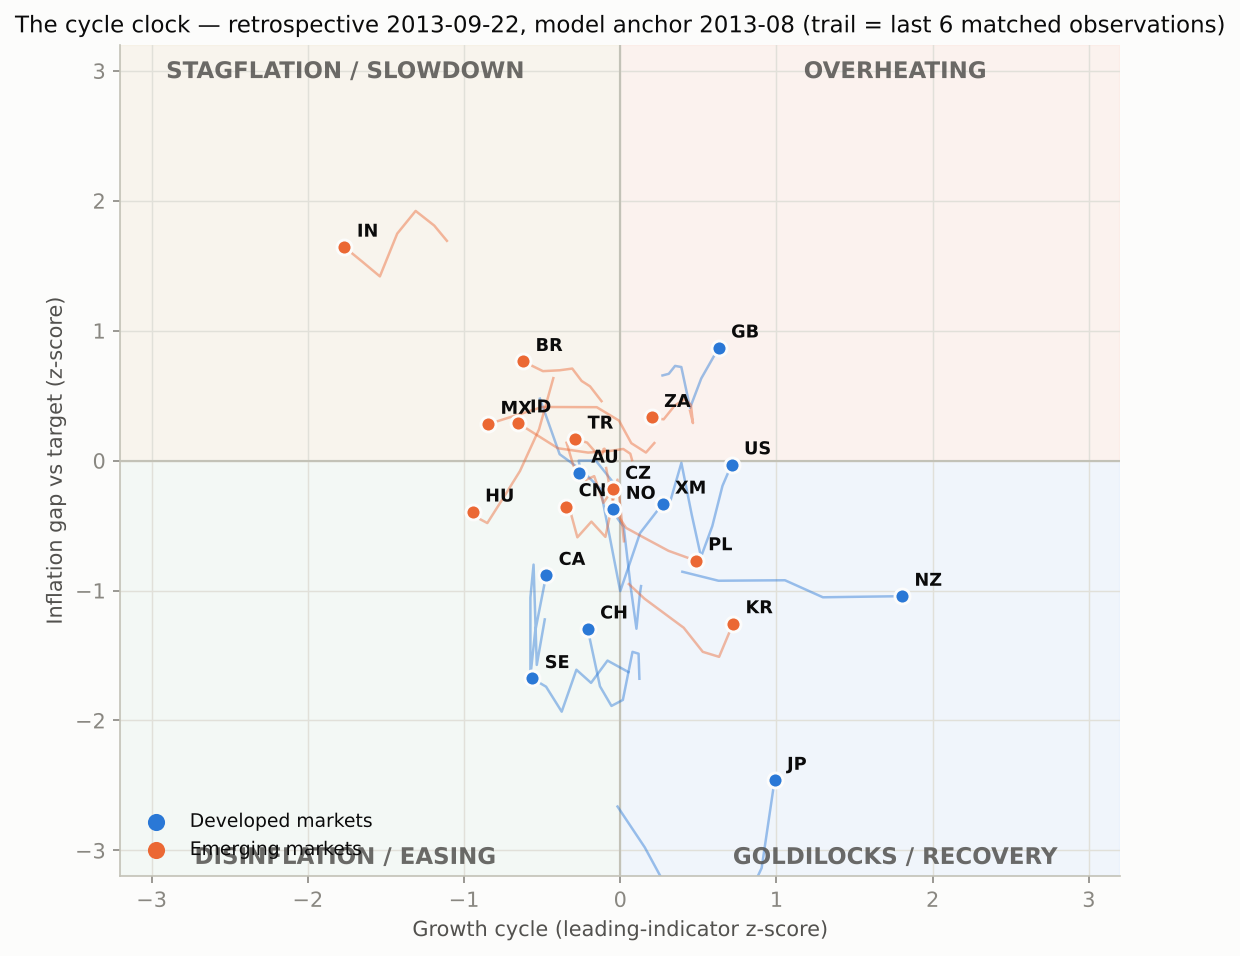 The cycle clock — retrospective 2013-09-22, model anchor 2013-08 (trail = last 6 matched observations)
STAGFLATION / SLOWDOWN
OVERHEATING
3
2
1
0
−1
−2
−3
Inflation gap vs target (z-score)
IN
GB
BR
ZA
MX
ID
TR
US
AU
CZ
CN
NO
XM
HU
PL
CA
NZ
KR
CH
SE
JP
Developed markets
Emerging markets
DISINFLATION / EASING
GOLDILOCKS / RECOVERY
−3
−2
−1
0
1
2
3
Growth cycle (leading-indicator z-score)